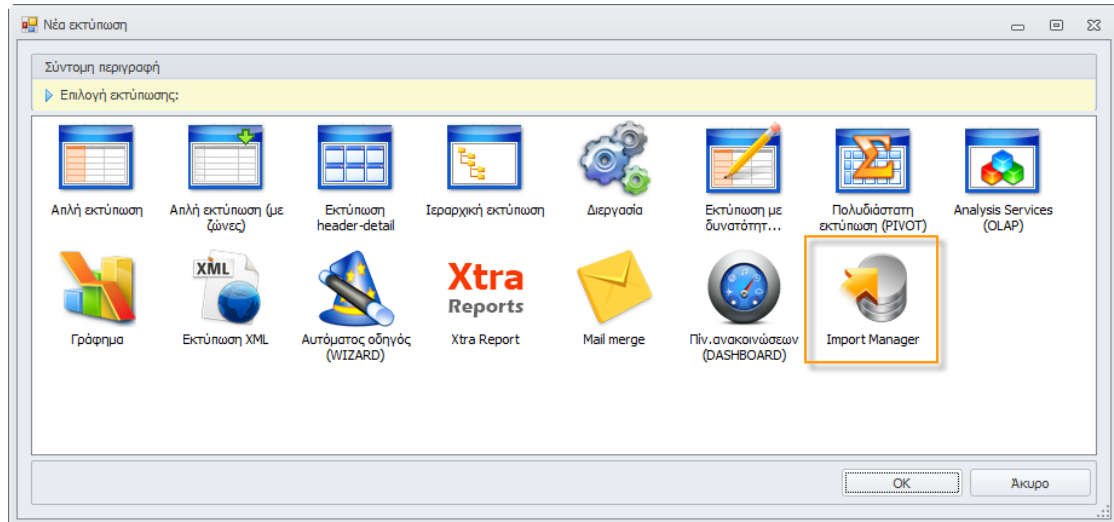 Νέα εκτύπωση
Σύντομη περιγραφή
Επιλογή εκτύπωσης:
Απλή εκτύπωση
Απλή εκτύπωση (με
ζώνες)
Εκτύπωση
header-detail
Ιεραρχική εκτύπωση
Διεργασία
Εκτύπωση με
δυνατότητ...
Πολυδιάστατη
εκτύπωση (PIVOT)
Analysis Services
(OLAP)
Γράφημα
XML
Εκτύπωση XML
Αυτόματος οδηγός
(WIZARD)
Xtra
Reports
Xtra Report
Mail merge
Πίν.ανακοινώσεων
(DASHBOARD)
Import Manager
OK
Άκυρο